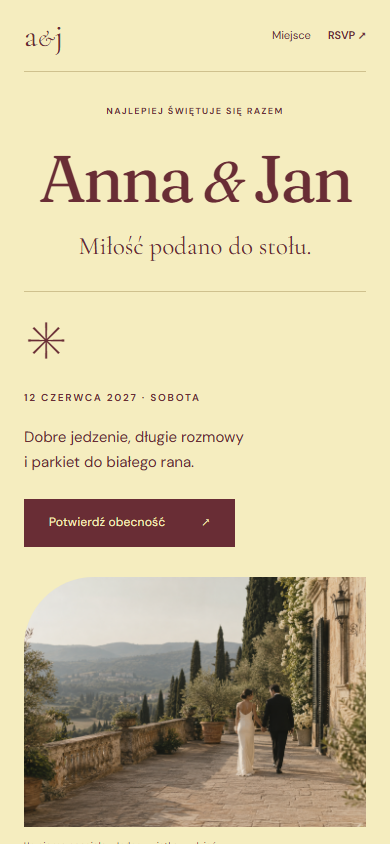 a&j
Miejsce
RSVP ↗
NAJLEPIEJ ŚWIĘTUJE SIĘ RAZEM
Anna & Jan
Miłość podano do stołu.
12 CZERWCA 2027 · SOBOTA
Dobre jedzenie, długie rozmowy
i parkiet do białego rana.
Potwierdź obecność ↗